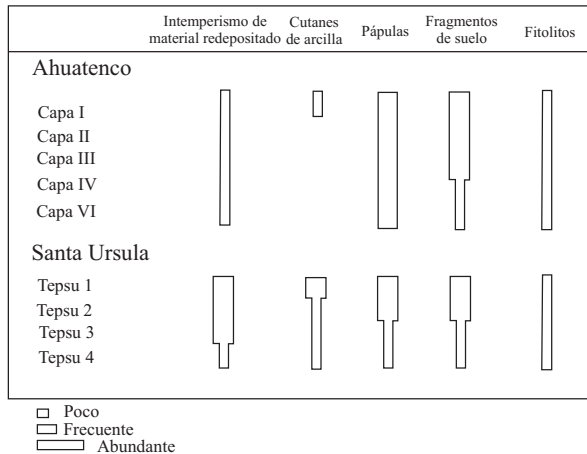 Intemperismo de material redepositado Cutanes de arcilla Pápulas Fragmentos de suelo Fitolitos
Ahuatenco
Capa I
Capa II
Capa III
Capa IV
Capa VI
Santa Ursula
Tepsu 1
Tepsu 2
Tepsu 3
Tepsu 4
Poco
Frecuente
Abundante